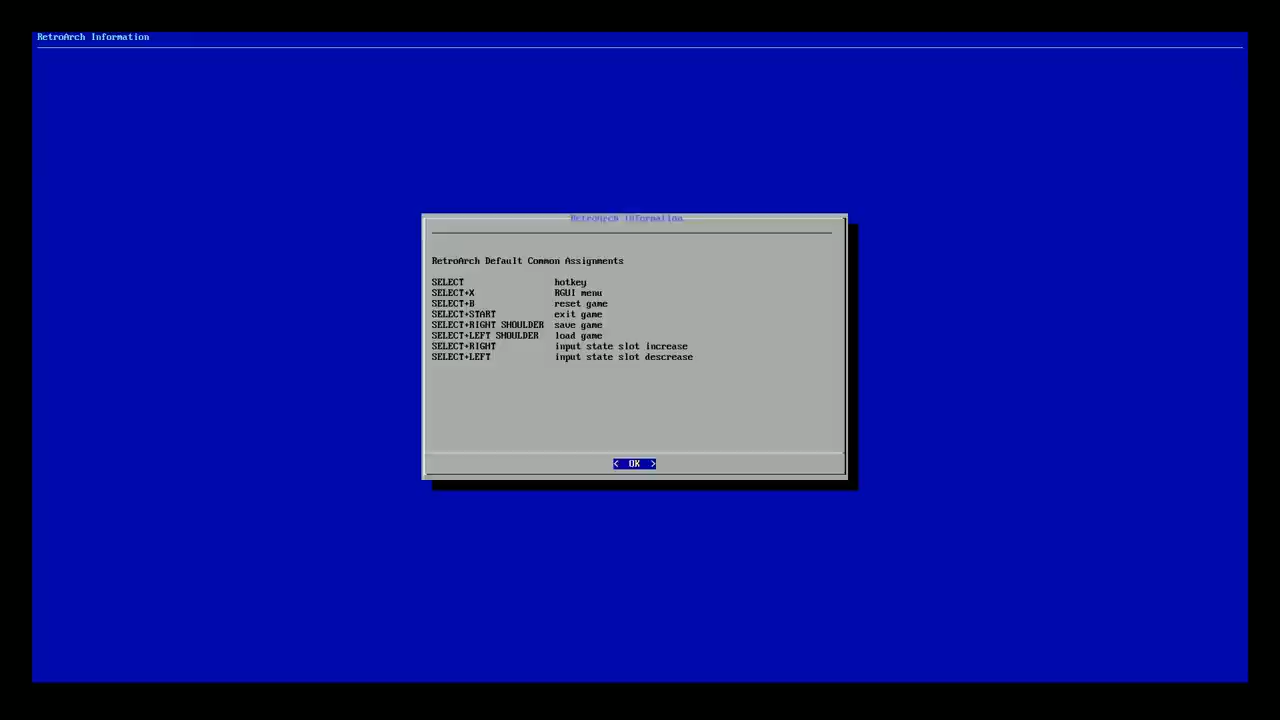 RetroArch Information
RetroArch Information
RetroArch Default Common Assignments
SELECT hotkey
SELECT+X RGUI menu
SELECT+B reset game
SELECT+START exit game
SELECT+RIGHT SHOULDER save game
SELECT+LEFT SHOULDER load game
SELECT+RIGHT input state slot increase
SELECT+LEFT input state slot descrease
< OK >